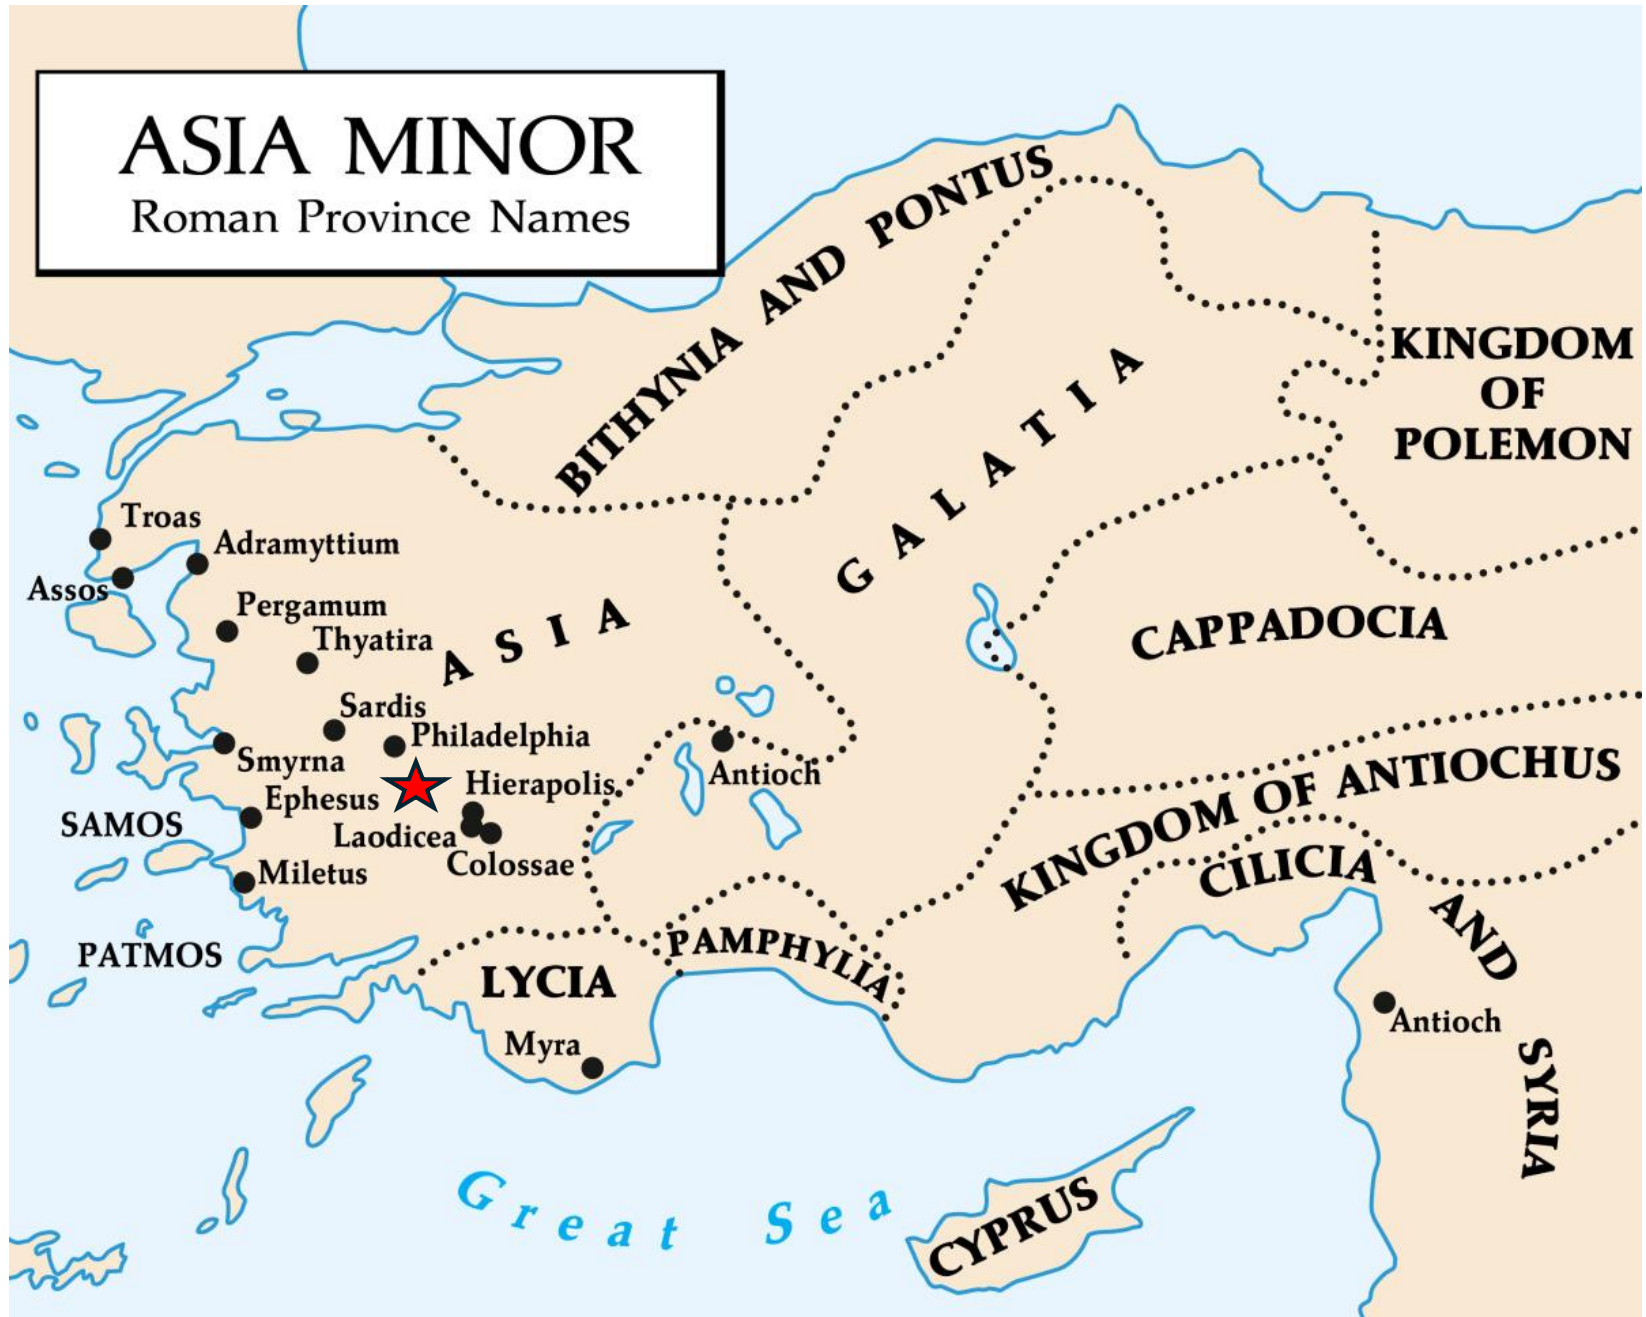 ASIA MINOR
Roman Province Names
BITHYNIA AND PONTUS
KINGDOM
OF
POLEMON
GALATIA
Troas
Adramyttium
Assos
Pergamum
Thyatira
ASIA
CAPPADOCIA
Sardis
Philadelphia
Smyrna
Hierapolis
Antioch
Ephesus
SAMOS
Laodicea
Colossae
Miletus
KINGDOM OF ANTIOCHUS
CILICIA
AND
SYRIA
PATMOS
PAMPHYLIA
LYCIA
Antioch
Myra
Great Sea
CYPRUS